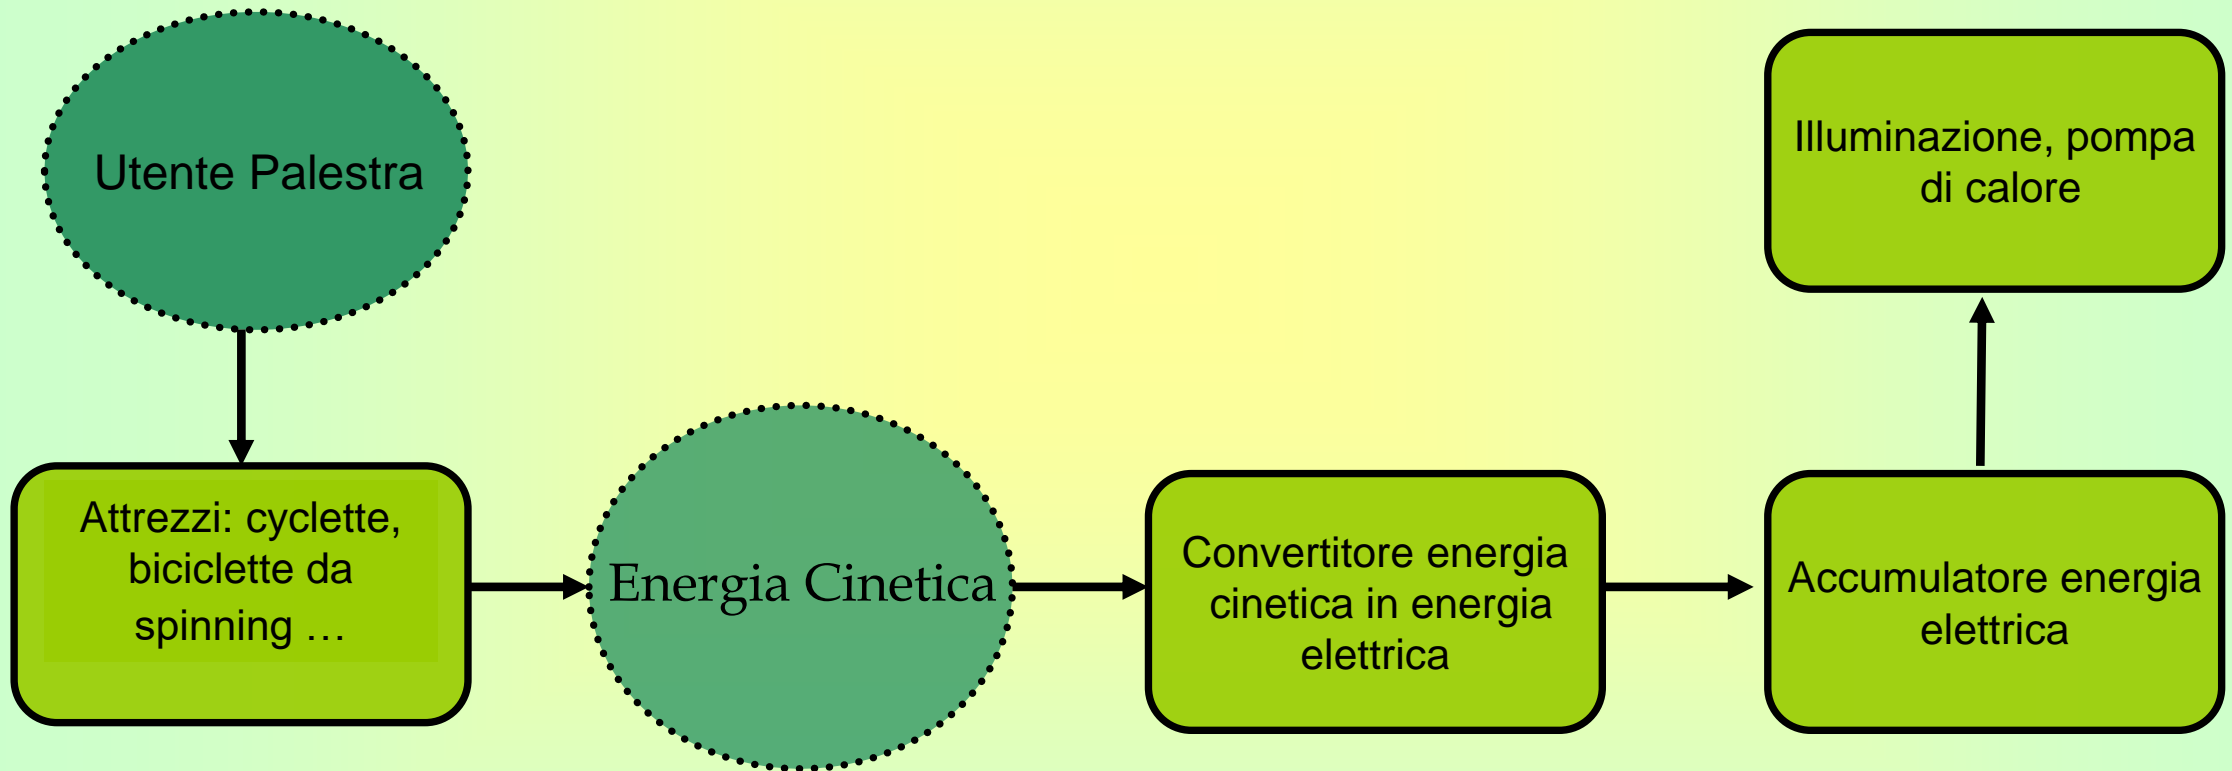 Utente Palestra
Attrezzi: cyclette,
biciclette da
spinning …
Energia Cinetica
Convertitore energia
cinetica in energia
elettrica
Accumulatore energia
elettrica
Illuminazione, pompa
di calore